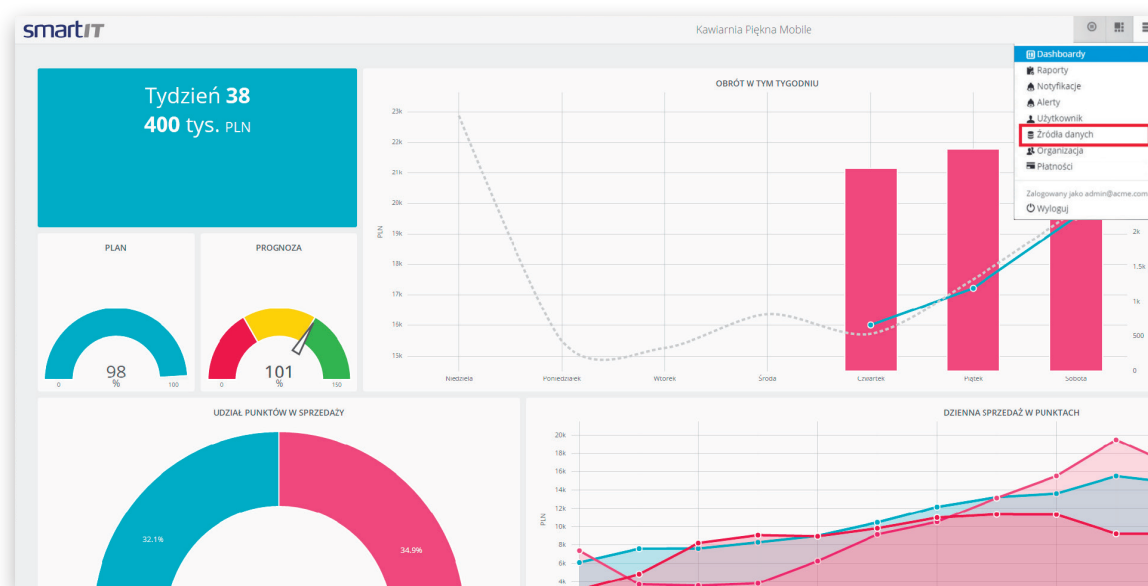 smartIT
Kawiarnia Piękna Mobile
Dashboardy
Raporty
Notyfikacje
Alerty
Użytkownik
Źródła danych
Organizacja
Płatności
Zalogowany jako admin@acme.com
Wyloguj
Tydzień 38
400 tys. PLN
OBRÓT W TYM TYGODNIU
PLN
23k
22k
21k
20k
19k
18k
17k
16k
15k
2k
1,5k
1k
500
0
Niedziela Poniedziałek Wtorek Środa Czwartek Piątek Sobota
PLAN
98
%
0 100
PROGNOZA
101
%
0 150
UDZIAŁ PUNKTÓW W SPRZEDAŻY
32.1%
34.9%
DZIENNA SPRZEDAŻ W PUNKTACH
PLN
20k
18k
16k
14k
12k
10k
8k
6k
4k